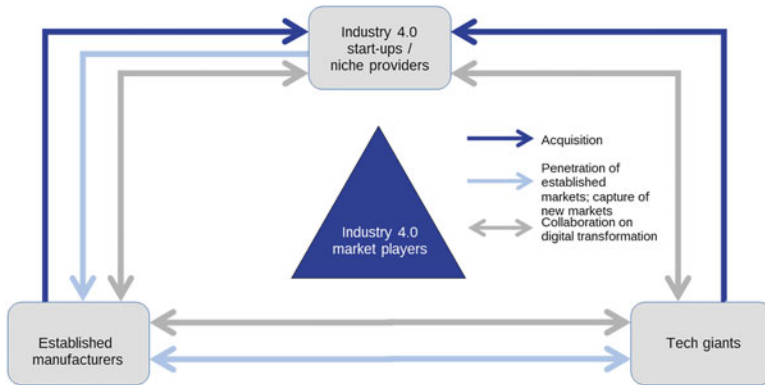 Industry 4.0
start-ups /
niche providers
Acquisition
Penetration of
established
markets; capture of
new markets
Collaboration on
digital transformation
Industry 4.0
market players
Established
manufacturers
Tech giants